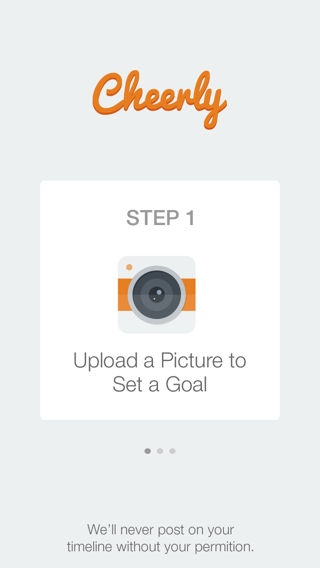 Cheerly
STEP 1
Upload a Picture to
Set a Goal
We'll never post on your
timeline without your permition.